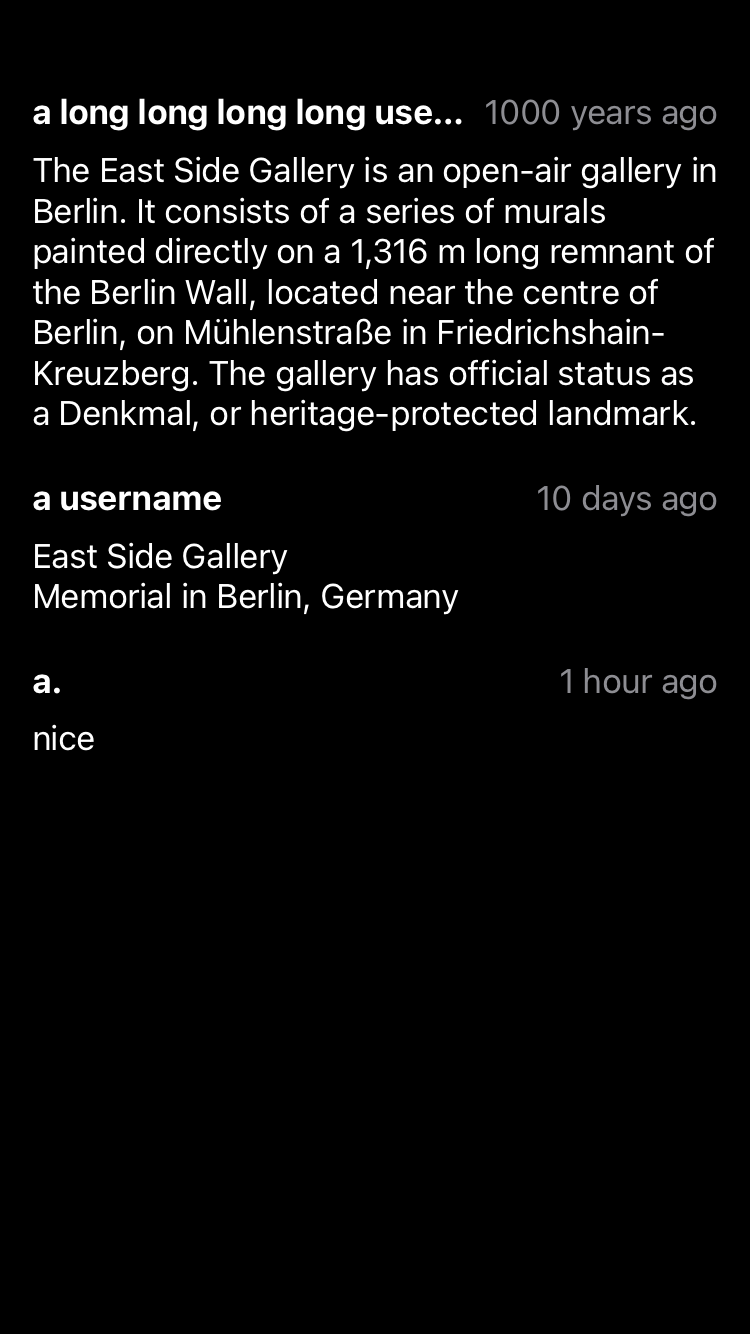 a long long long long use... 1000 years ago
The East Side Gallery is an open-air gallery in
Berlin. It consists of a series of murals
painted directly on a 1,316 m long remnant of
the Berlin Wall, located near the centre of
Berlin, on Mühlenstraße in Friedrichshain-
Kreuzberg. The gallery has official status as
a Denkmal, or heritage-protected landmark.
a username 10 days ago
East Side Gallery
Memorial in Berlin, Germany
a. 1 hour ago
nice